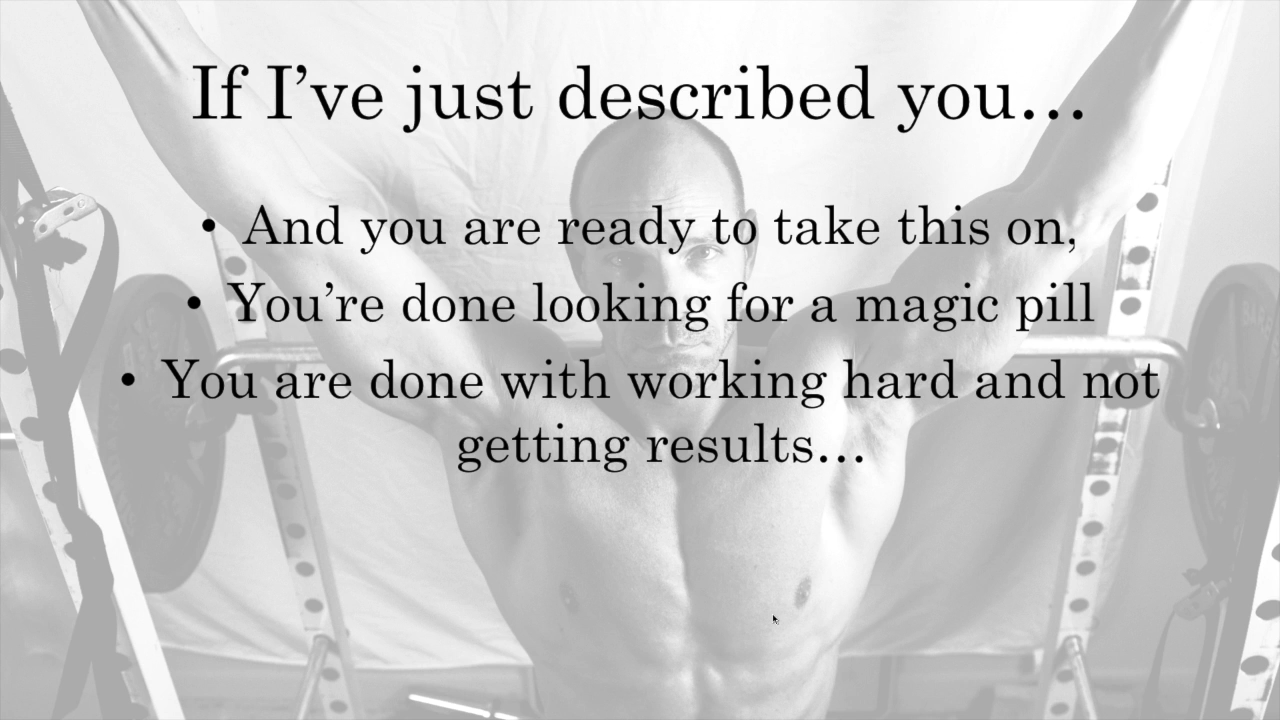 If I’ve just described you…
• And you are ready to take this on,
• You’re done looking for a magic pill
• You are done with working hard and not
getting results…